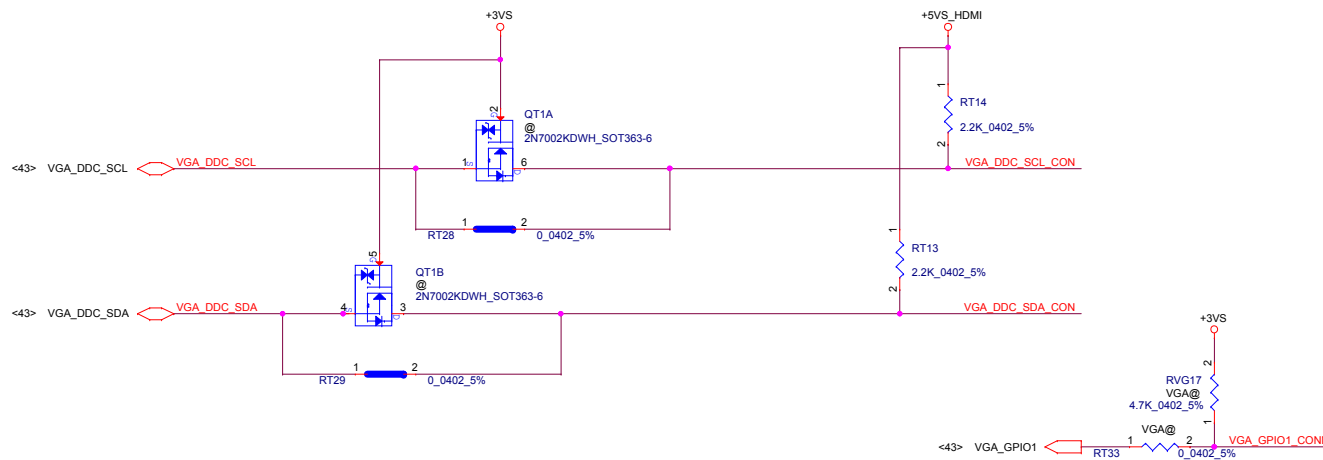 +3VS
+5VS_HDMI
2
G
QT1A
@
2N7002KDWH_SOT363-6
1
RT14
2.2K_0402_5%
2
<43> VGA_DDC_SCL
VGA_DDC_SCL
1
S
D
6
VGA_DDC_SCL_CON
1
2
RT28
0_0402_5%
1
RT13
2.2K_0402_5%
2
5
G
QT1B
@
2N7002KDWH_SOT363-6
<43> VGA_DDC_SDA
VGA_DDC_SDA
4
S
D
3
VGA_DDC_SDA_CON
+3VS
1
2
RT29
0_0402_5%
2
RVG17
VGA@
4.7K_0402_5%
1
VGA@
<43> VGA_GPIO1
1
2
RT33
0_0402_5%
VGA_GPIO1_CON